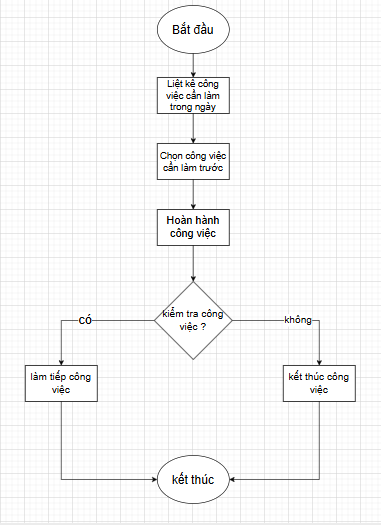 Bắt đầu
Liệt kê công
việc cần làm
trong ngày
Chọn công việc
cần làm trước
Hoàn hành
công việc
kiểm tra công
việc ?
có
không
làm tiếp công
việc
kết thúc công
việc
kết thúc